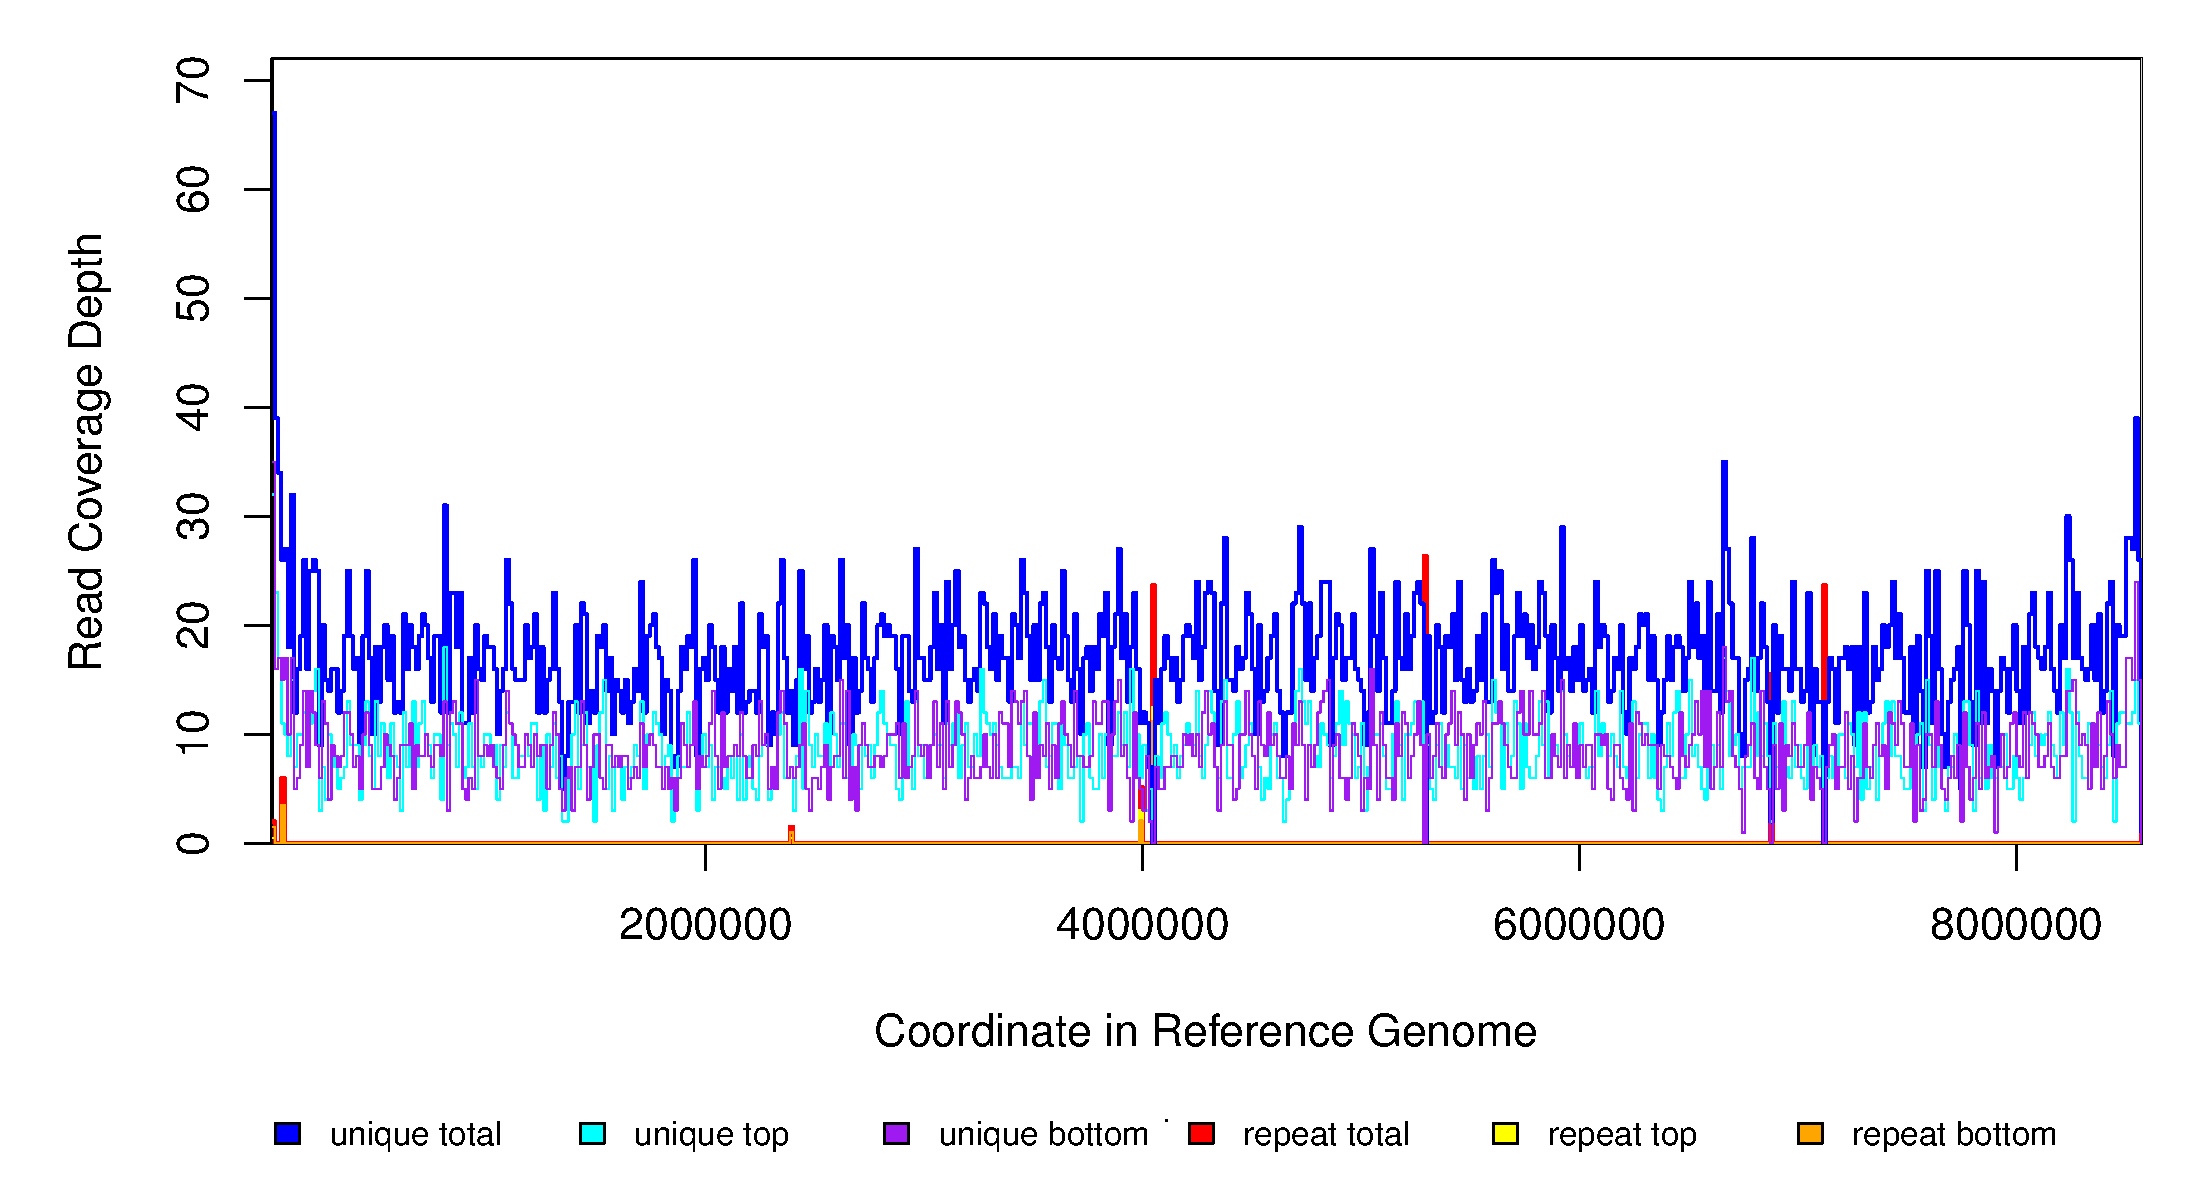 70
60
50
40
30
20
10
0
Read Coverage Depth
2000000 4000000 6000000 8000000
Coordinate in Reference Genome
unique total unique top unique bottom repeat total repeat top repeat bottom